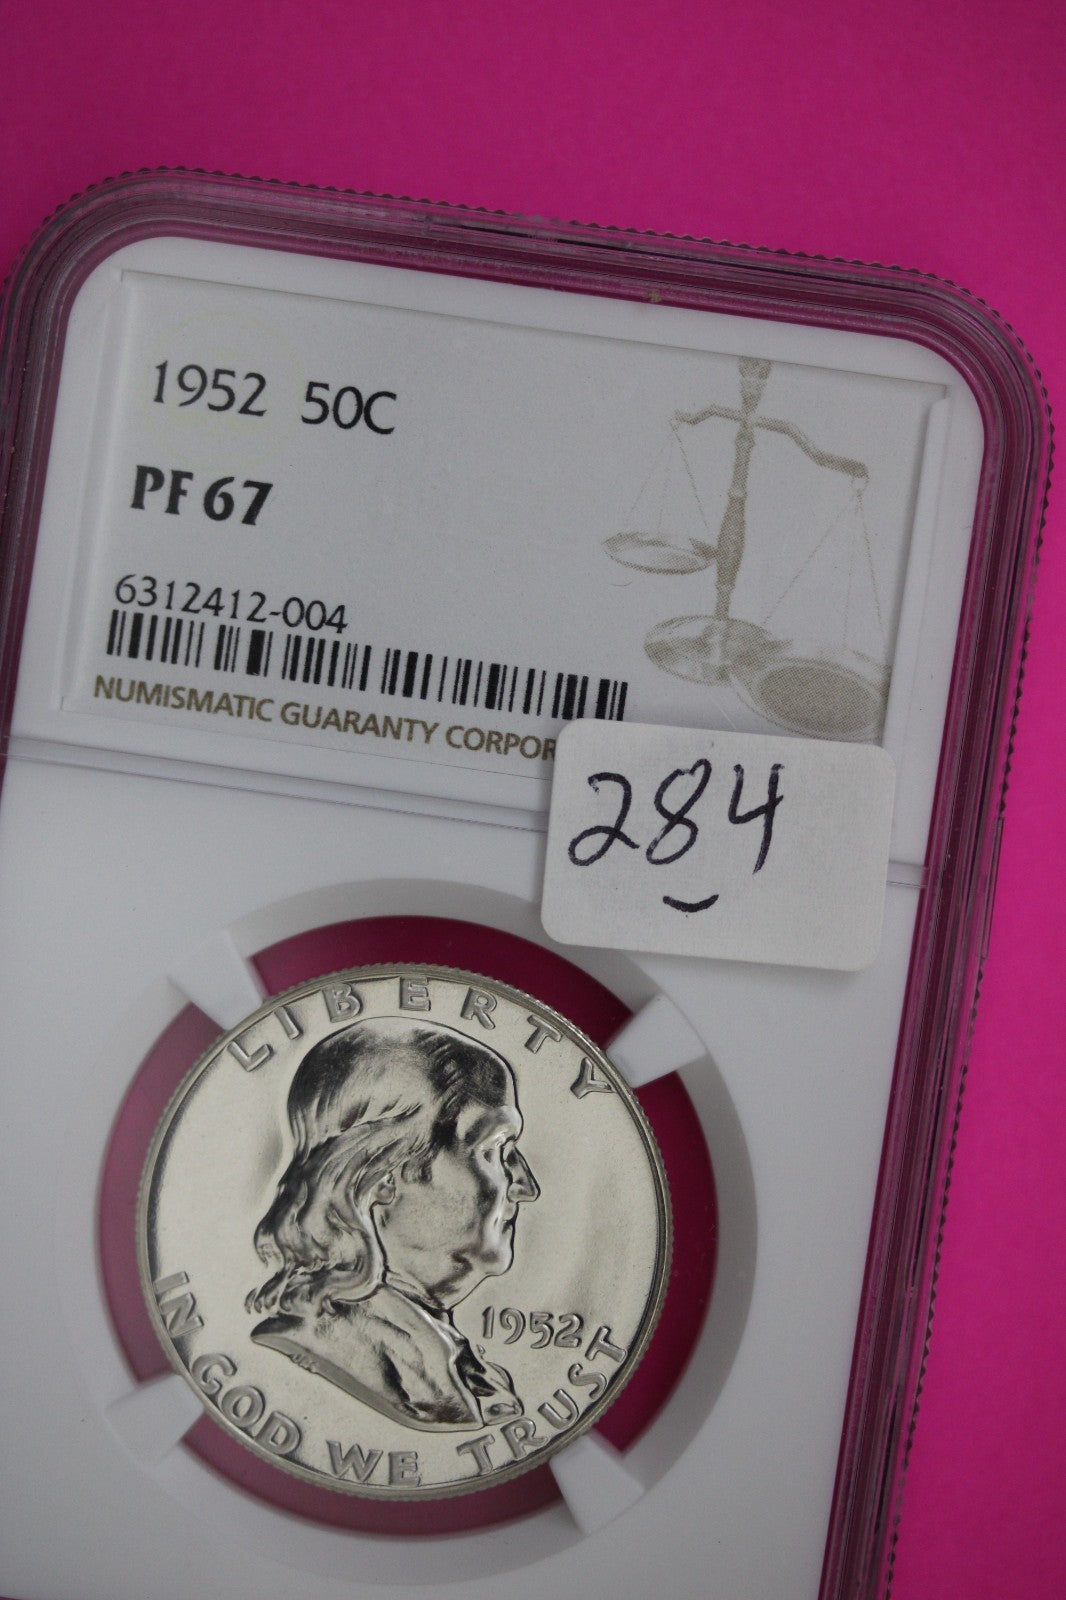 1952 50C
PF 67
6312412-004
NUMISMATIC GUARANTY CORPOR
284
LIBERTY
1952
IN GOD WE TRUST